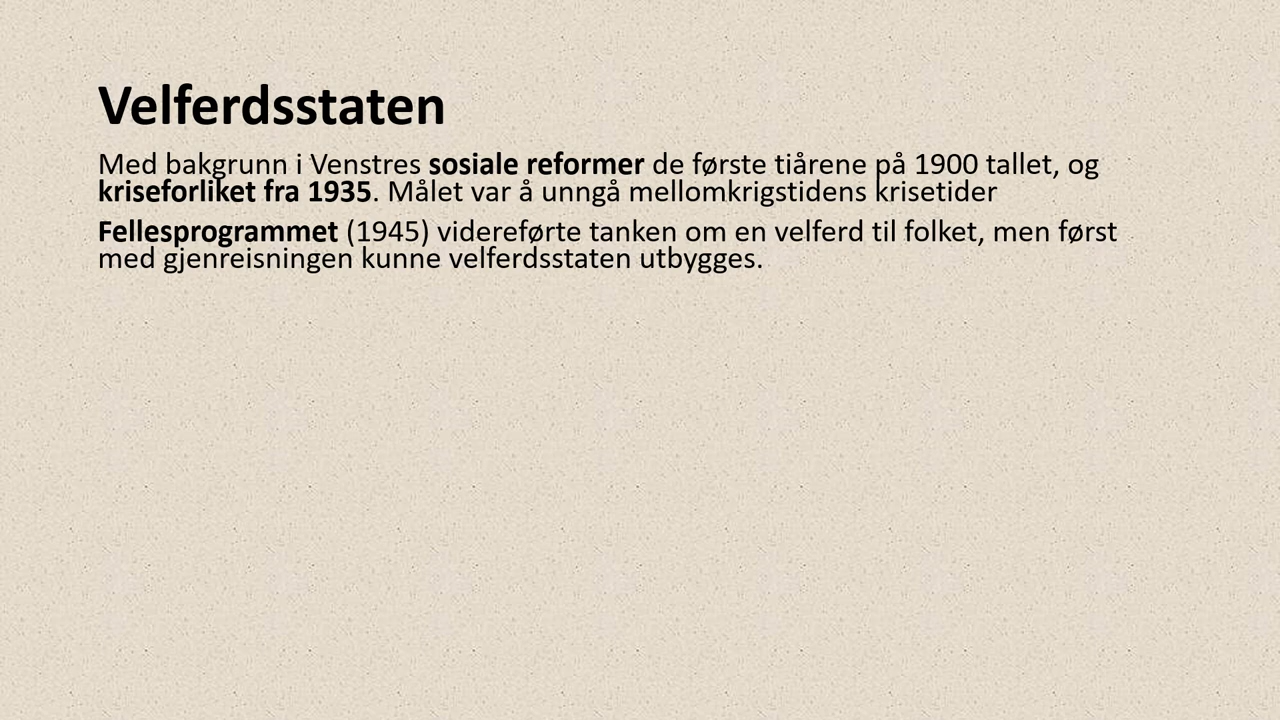 Velferdsstaten
Med bakgrunn i Venstres sosiale reformer de første tiårene på 1900 tallet, og
kriseforliket fra 1935. Målet var å unngå mellomkrigstidens krisetider
Fellesprogrammet (1945) videreførte tanken om en velferd til folket, men først
med gjenreisningen kunne velferdsstaten utbygges.